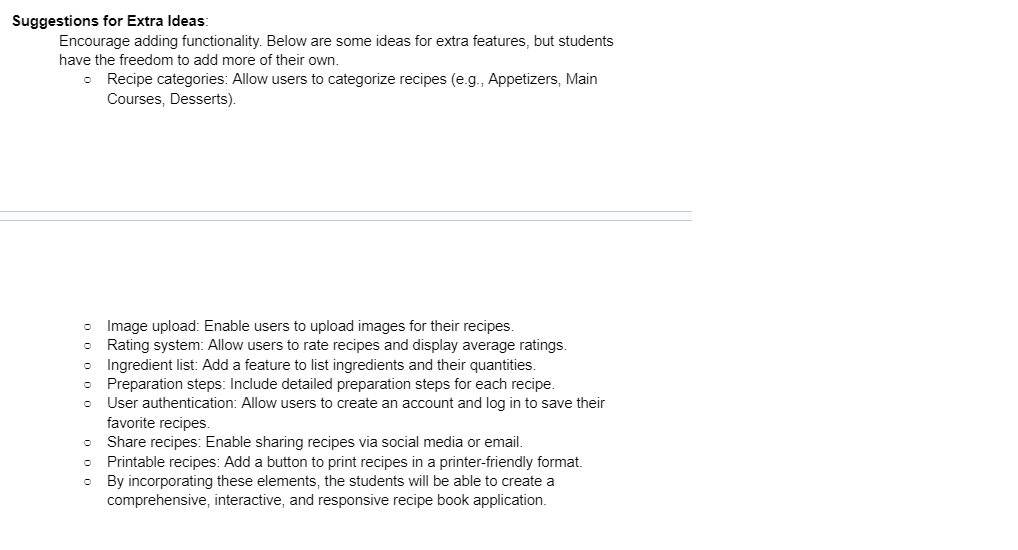 Suggestions for Extra Ideas:
Encourage adding functionality. Below are some ideas for extra features, but students
have the freedom to add more of their own.
○ Recipe categories: Allow users to categorize recipes (e.g., Appetizers, Main
Courses, Desserts).
○ Image upload: Enable users to upload images for their recipes.
○ Rating system: Allow users to rate recipes and display average ratings.
○ Ingredient list: Add a feature to list ingredients and their quantities.
○ Preparation steps: Include detailed preparation steps for each recipe.
○ User authentication: Allow users to create an account and log in to save their
favorite recipes.
○ Share recipes: Enable sharing recipes via social media or email.
○ Printable recipes: Add a button to print recipes in a printer-friendly format.
○ By incorporating these elements, the students will be able to create a
comprehensive, interactive, and responsive recipe book application.